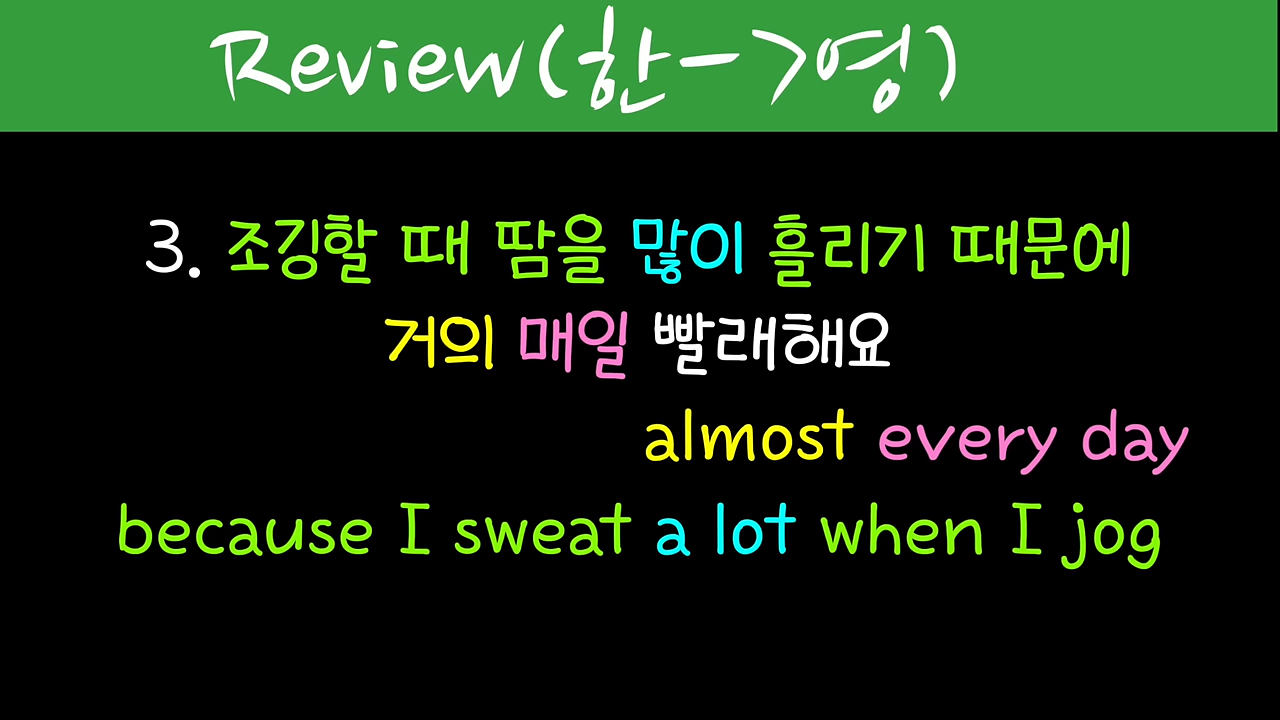 Review(한->영)
3. 조깅할 때 땀을 많이 흘리기 때문에
거의 매일 빨래해요
almost every day
because I sweat a lot when I jog